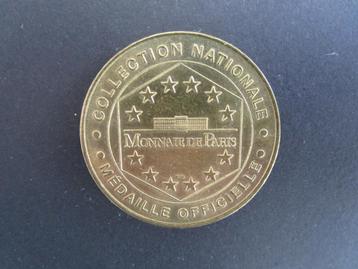 COLLECTION NATIONALE
MONNAIE DE PARIS
MÉDAILLE OFFICIELLE